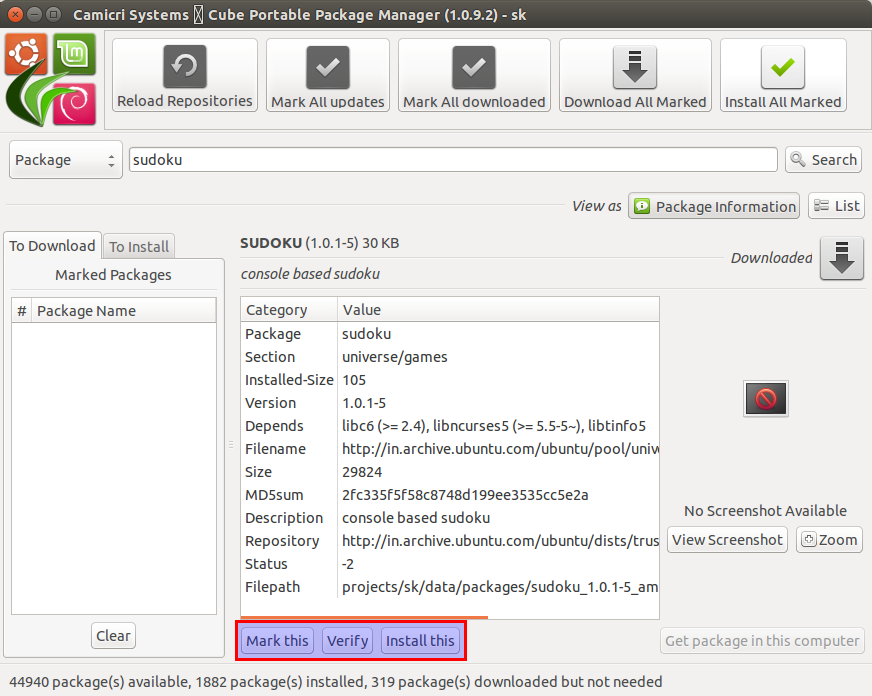 Camicri Systems Cube Portable Package Manager (1.0.9.2) - sk
Reload Repositories
Mark All updates
Mark All downloaded
Download All Marked
Install All Marked
Package
sudoku
Search
View as
Package Information
List
To Download
To Install
Marked Packages
# Package Name
Clear
SUDOKU (1.0.1-5) 30 KB
console based sudoku
Downloaded
Category Value
Package sudoku
Section universe/games
Installed-Size 105
Version 1.0.1-5
Depends libc6 (>= 2.4), libncurses5 (>= 5.5-5~), libtinfo5
Filename http://in.archive.ubuntu.com/ubuntu/pool/univ
Size 29824
MD5sum 2fc335f5f58c8748d199ee3535cc5e2a
Description console based sudoku
Repository http://in.archive.ubuntu.com/ubuntu/dists/trus
Status -2
Filepath projects/sk/data/packages/sudoku_1.0.1-5_am
No Screenshot Available
View Screenshot
Zoom
Mark this
Verify
Install this
Get package in this computer
44940 package(s) available, 1882 package(s) installed, 319 package(s) downloaded but not needed